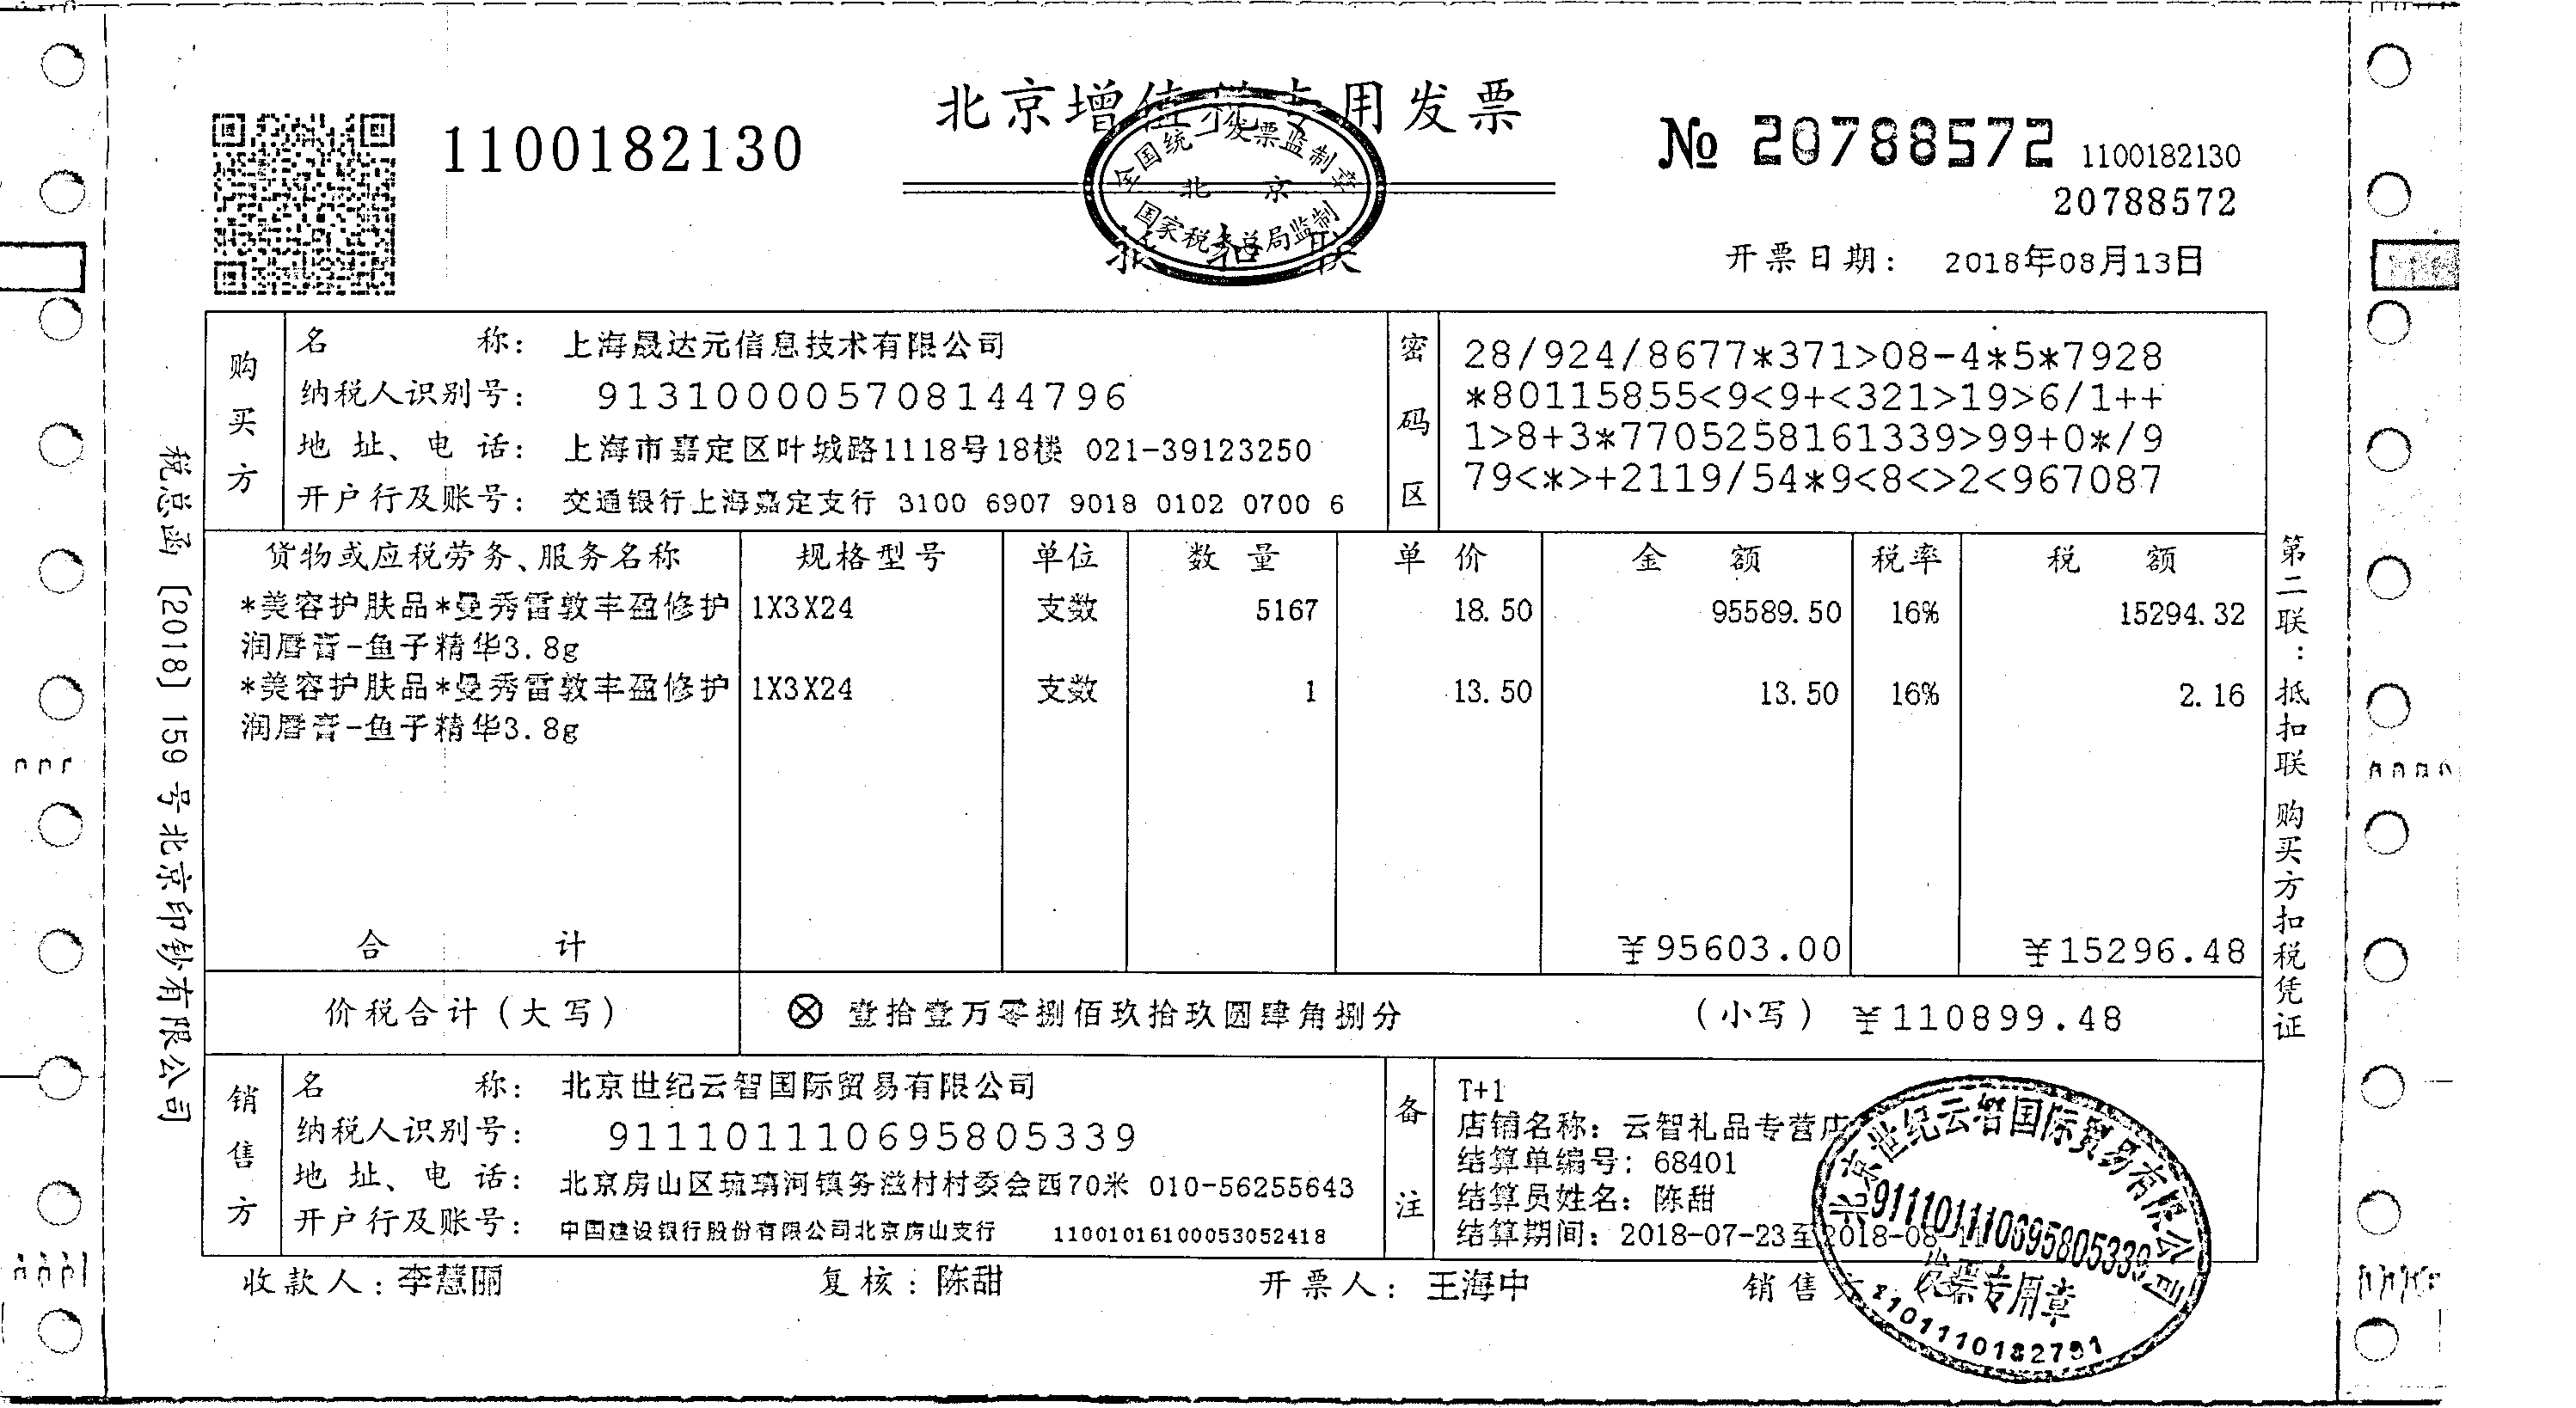 北京增值税专用发票
1100182130
№ 20788572 1100182130
20788572
全国统一发票监制章
北 京
国家税务总局监制
抵扣联
开票日期: 2018年08月13日
购买方
名 称: 上海晟达元信息技术有限公司
纳税人识别号: 913100005708144796
地 址、电 话: 上海市嘉定区叶城路1118号18楼 021-39123250
开户行及账号: 交通银行上海嘉定支行 3100 6907 9018 0102 0700 6
密码区
28/924/8677*371>08-4*5*7928
*80115855<9<9+<321>19>6/1++
1>8+3*7705258161339>99+0*/9
79<*>+2119/54*9<8<>2<967087
货物或应税劳务、服务名称 规格型号 单位 数 量 单 价 金 额 税率 税 额
*美容护肤品*曼秀雷敦丰盈修护 1X3X24 支数 5167 18.50 95589.50 16% 15294.32
润唇膏-鱼子精华3.8g
*美容护肤品*曼秀雷敦丰盈修护 1X3X24 支数 1 13.50 13.50 16% 2.16
润唇膏-鱼子精华3.8g
合 计 ¥95603.00 ¥15296.48
价税合计(大写) ⊗ 壹拾壹万零捌佰玖拾玖圆肆角捌分 (小写) ¥110899.48
销售方
名 称: 北京世纪云智国际贸易有限公司
纳税人识别号: 911101110695805339
地 址、电 话: 北京房山区琉璃河镇务滋村村委会西70米 010-56255643
开户行及账号: 中国建设银行股份有限公司北京房山支行 11001016100053052418
备注
T+1
店铺名称: 云智礼品专营店
结算单编号: 68401
结算员姓名: 陈甜
结算期间: 2018-07-23至2018-08-
收款人: 李慧丽 复核: 陈甜 开票人: 王海中 销售
北京世纪云智国际贸易有限公司
911101110695805339
发票专用章
税总函 [2018] 159 号北京印钞有限公司
第二联: 抵扣联 购买方扣税凭证